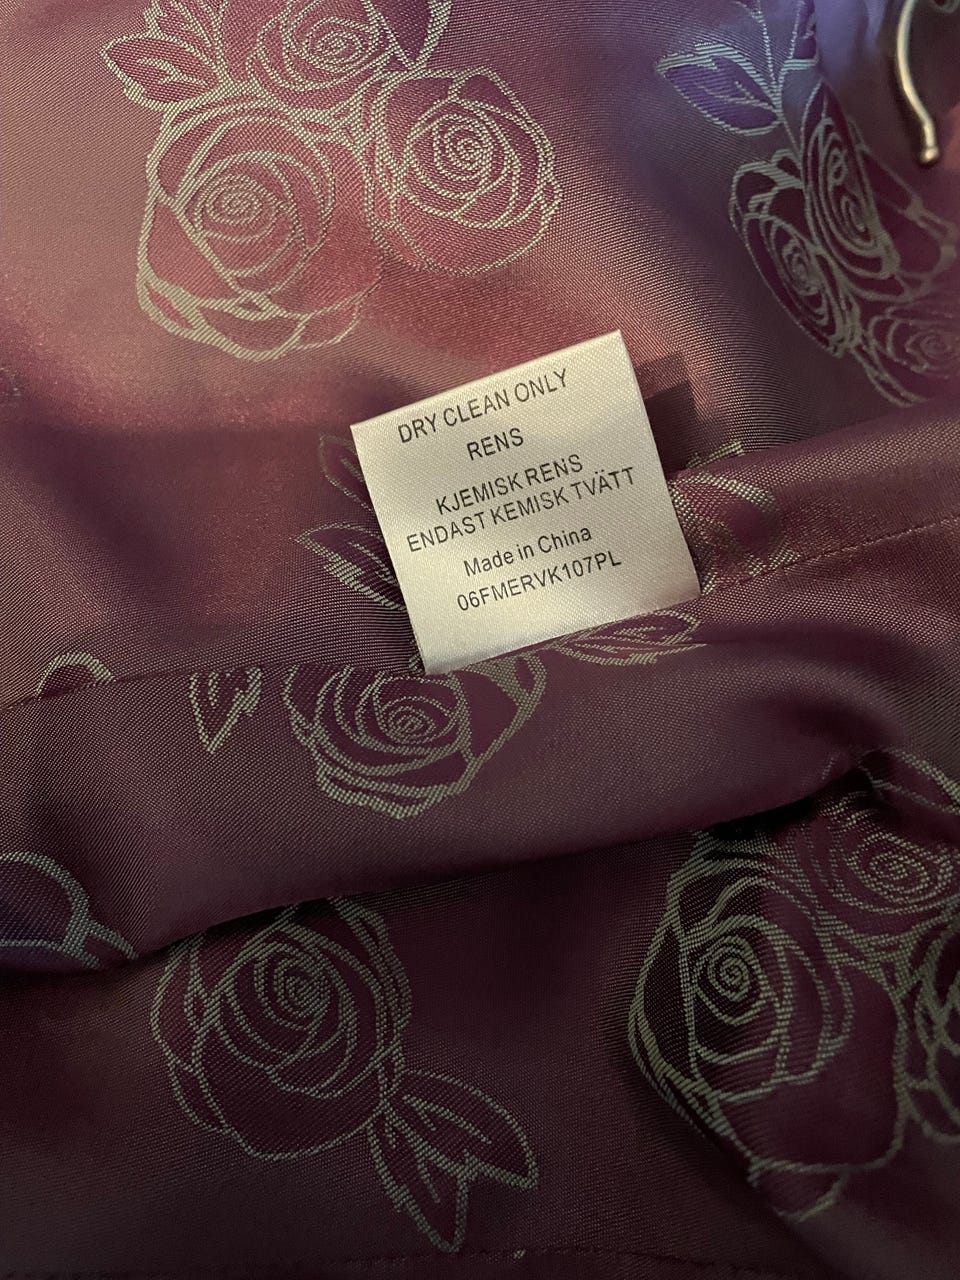 DRY CLEAN ONLY
RENS
KJEMISK RENS
ENDAST KEMISK TVÄTT
Made in China
06FMERVK107PL